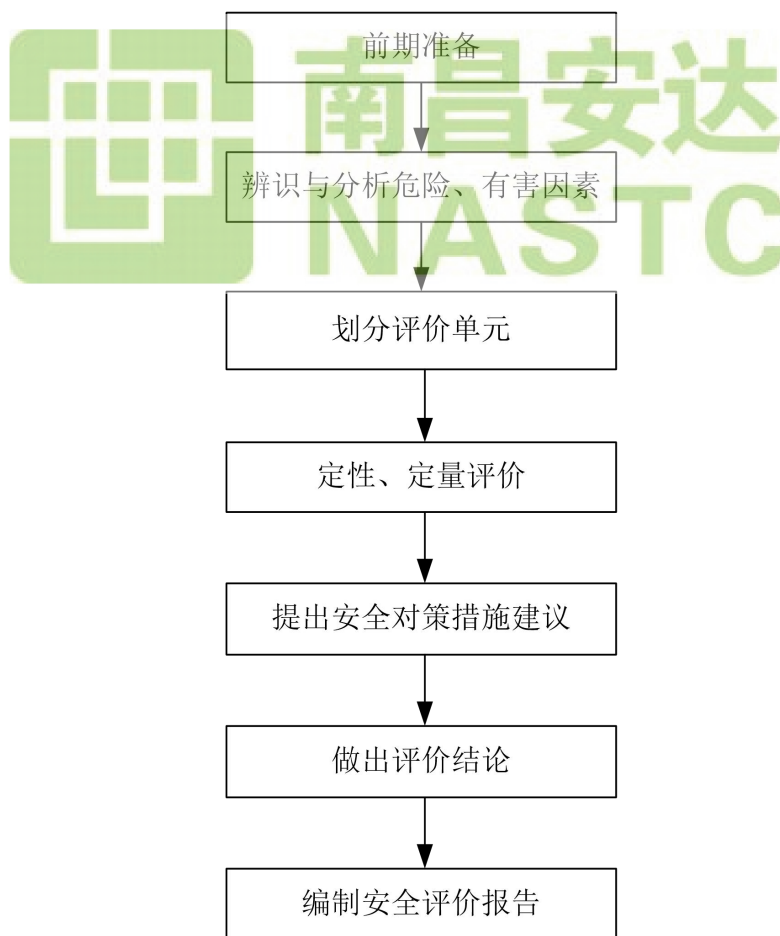 前期准备
南昌安达
辨识与分析危险、有害因素
NASTC
划分评价单元
定性、定量评价
提出安全对策措施建议
做出评价结论
编制安全评价报告